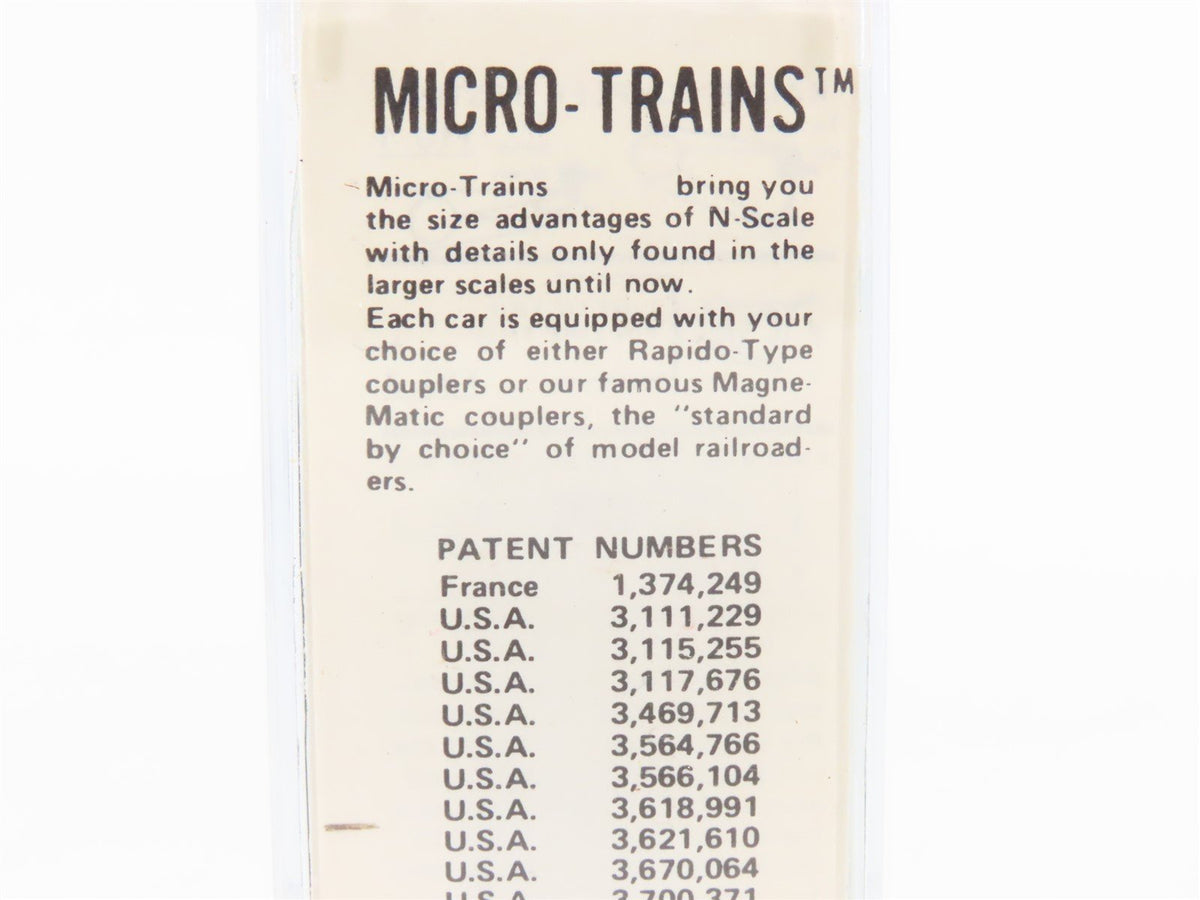 MICRO-TRAINS™
Micro-Trains bring you
the size advantages of N-Scale
with details only found in the
larger scales until now.
Each car is equipped with your
choice of either Rapido-Type
couplers or our famous Magne-
Matic couplers, the "standard
by choice" of model railroad-
ers.
PATENT NUMBERS
France 1,374,249
U.S.A. 3,111,229
U.S.A. 3,115,255
U.S.A. 3,117,676
U.S.A. 3,469,713
U.S.A. 3,564,766
U.S.A. 3,566,104
U.S.A. 3,618,991
U.S.A. 3,621,610
U.S.A. 3,670,064
U.S.A. 3,700,371